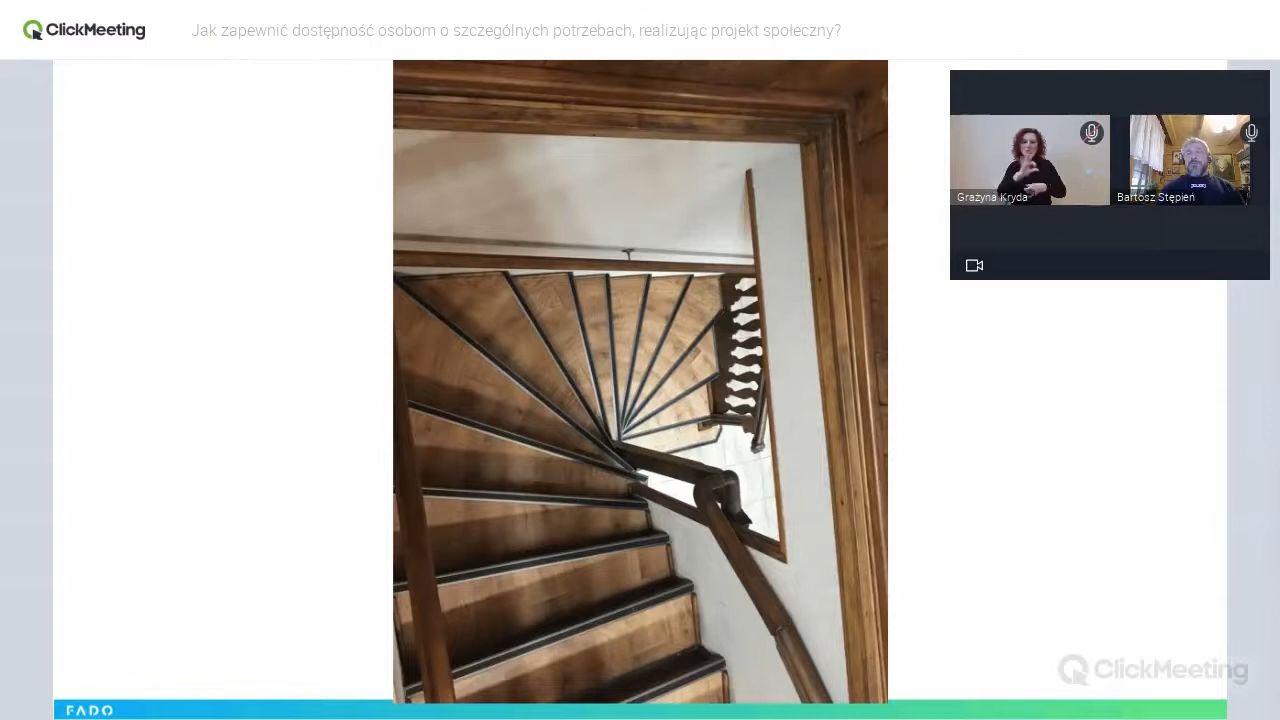 ClickMeeting
Jak zapewnić dostępność osobom o szczególnych potrzebach, realizując projekt społeczny?
Grażyna Kryda
Bartosz Stępień
ClickMeeting
FADO